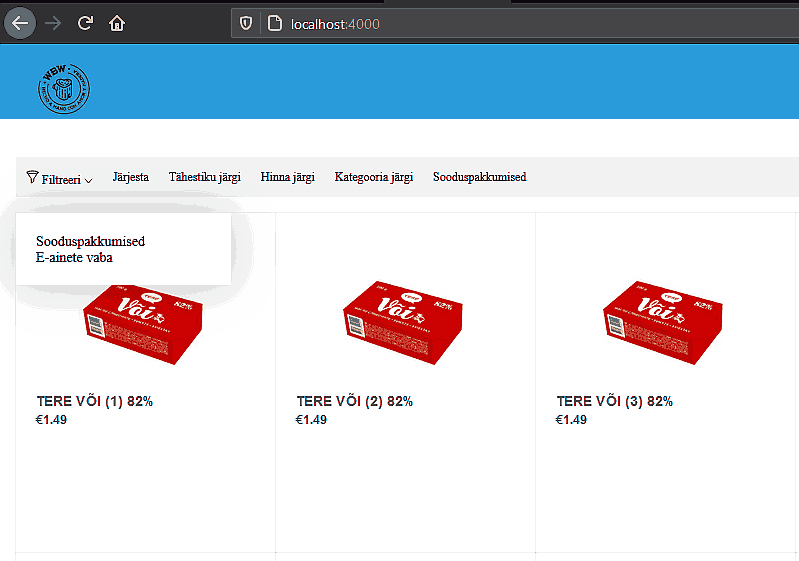 localhost:4000
WBW
Filtreeri Järjesta Tähestiku järgi Hinna järgi Kategooria järgi Sooduspakkumised
Sooduspakkumised
E-ainete vaba
TERE Või 82%
TERE Või 82%
TERE Või 82%
TERE VÕI (1) 82% TERE VÕI (2) 82% TERE VÕI (3) 82%
€1.49 €1.49 €1.49